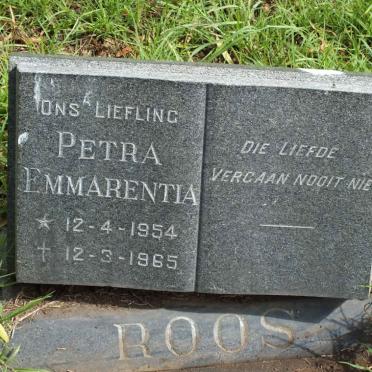 ONS LIEFLING
PETRA
EMMARENTIA
* 12-4-1954
† 12-3-1965
DIE LIEFDE
VERGAAN NOOIT NIE
ROOS